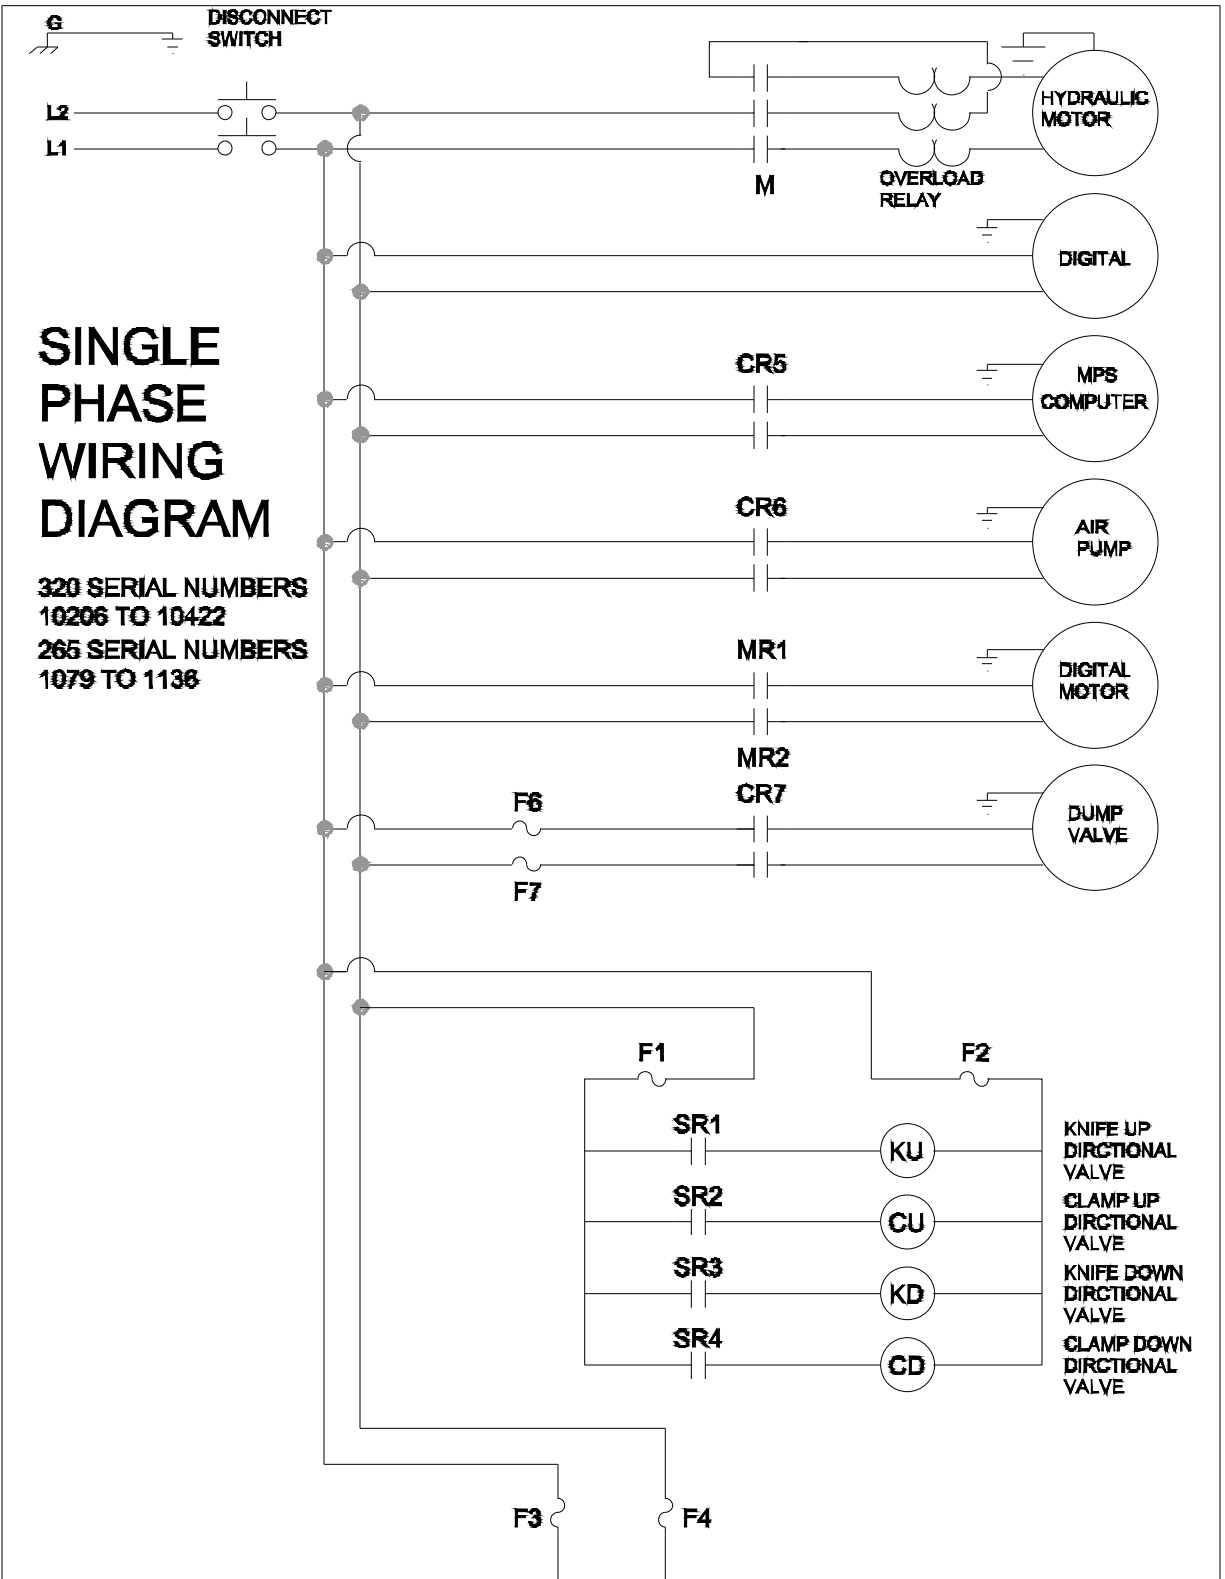 G
DISCONNECT
SWITCH
L2
L1
M
OVERLOAD
RELAY
HYDRAULIC
MOTOR
DIGITAL
SINGLE
PHASE
WIRING
DIAGRAM
320 SERIAL NUMBERS
10206 TO 10422
265 SERIAL NUMBERS
1079 TO 1136
CR5
MPS
COMPUTER
CR6
AIR
PUMP
MR1
DIGITAL
MOTOR
MR2
CR7
F6
DUMP
VALVE
F7
F1
F2
SR1
KU
KNIFE UP
DIRCTIONAL
VALVE
SR2
CU
CLAMP UP
DIRCTIONAL
VALVE
SR3
KD
KNIFE DOWN
DIRCTIONAL
VALVE
SR4
CD
CLAMP DOWN
DIRCTIONAL
VALVE
F3
F4